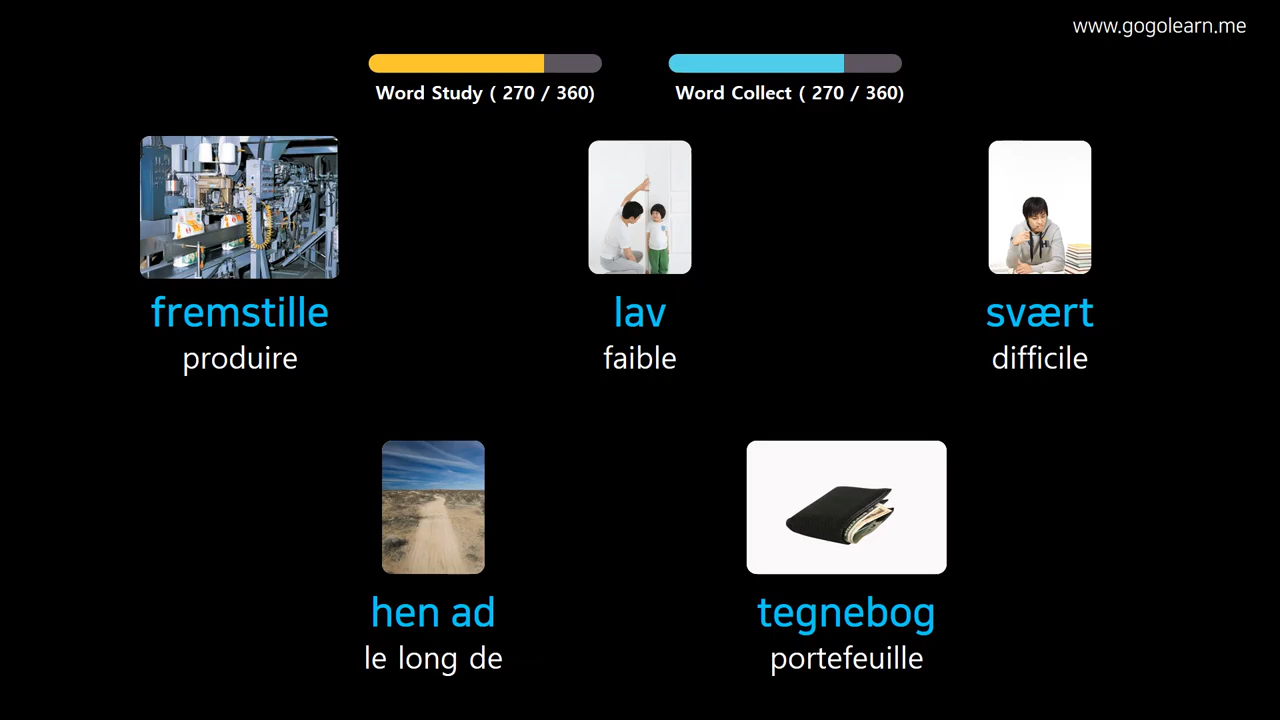 www.gogolearn.me
Word Study ( 270 / 360)
Word Collect ( 270 / 360)
fremstille
produire
lav
faible
svært
difficile
hen ad
le long de
tegnebog
portefeuille